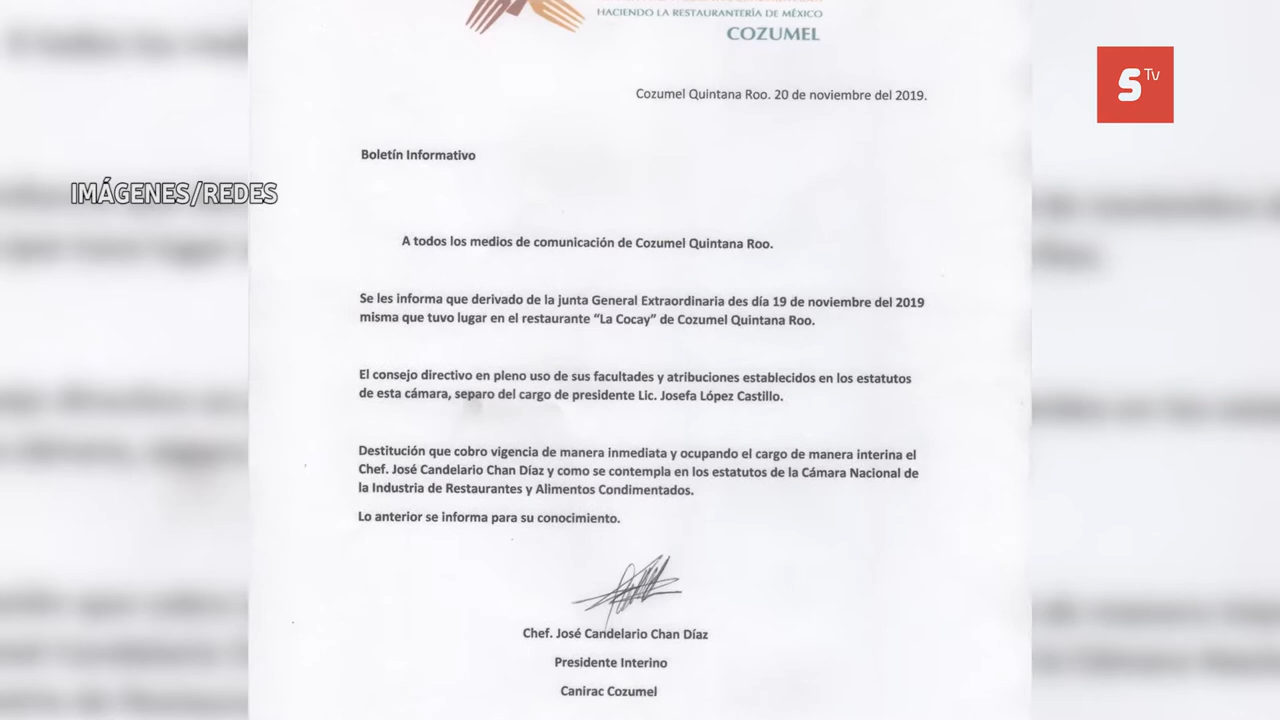 HACIENDO LA RESTAURANTERÍA DE MÉXICO
COZUMEL
S Tv
Cozumel Quintana Roo. 20 de noviembre del 2019.
Boletín Informativo
IMÁGENES/REDES
A todos los medios de comunicación de Cozumel Quintana Roo.
Se les informa que derivado de la junta General Extraordinaria des día 19 de noviembre del 2019
misma que tuvo lugar en el restaurante “La Cocay” de Cozumel Quintana Roo.
El consejo directivo en pleno uso de sus facultades y atribuciones establecidos en los estatutos
de esta cámara, separo del cargo de presidente Lic. Josefa López Castillo.
Destitución que cobro vigencia de manera inmediata y ocupando el cargo de manera interina el
Chef. José Candelario Chan Díaz y como se contempla en los estatutos de la Cámara Nacional de
la Industria de Restaurantes y Alimentos Condimentados.
Lo anterior se informa para su conocimiento.
Chef. José Candelario Chan Díaz
Presidente Interino
Canirac Cozumel